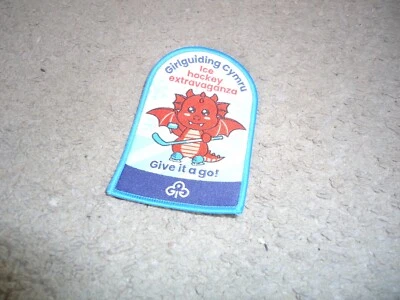 Girlguiding Cymru
Ice
hockey
extravaganza
Give it a go!